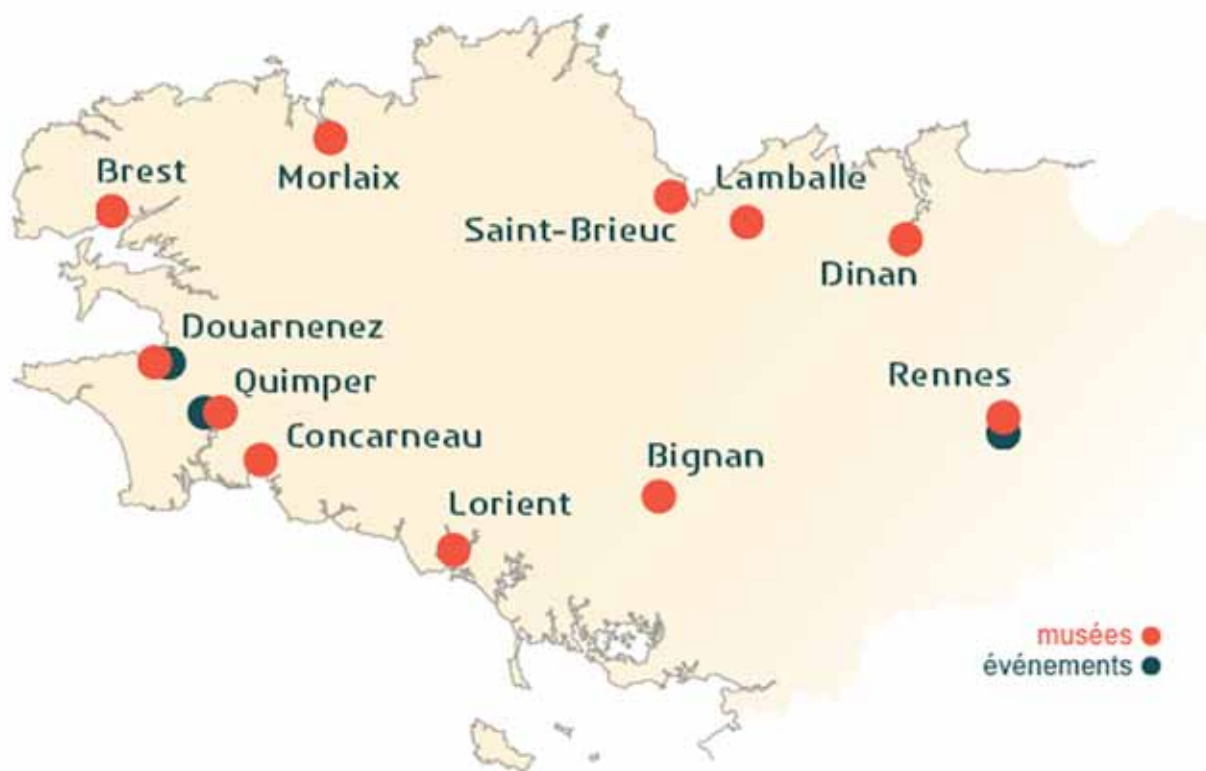 Brest
Morlaix
Lamballe
Saint-Brieuc
Dinan
Douarnenez
Quimper
Rennes
Concarneau
Bignan
Lorient
musées
événements